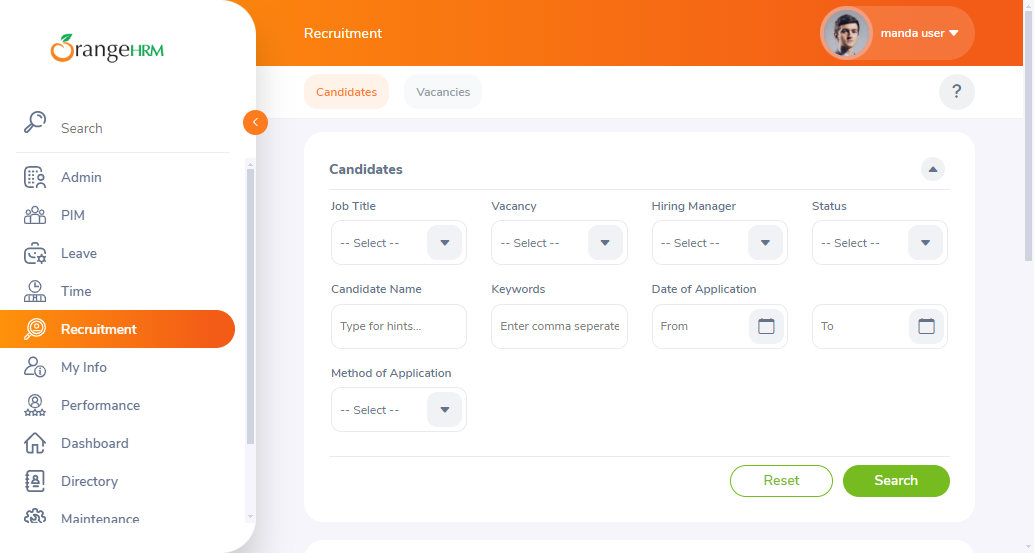 OrangeHRM
Search
Admin
PIM
Leave
Time
Recruitment
My Info
Performance
Dashboard
Directory
Maintenance
Recruitment
manda user
Candidates Vacancies
?
Candidates
Job Title Vacancy Hiring Manager Status
-- Select -- -- Select -- -- Select -- -- Select --
Candidate Name Keywords Date of Application
Type for hints... Enter comma seperate From To
Method of Application
-- Select --
Reset Search